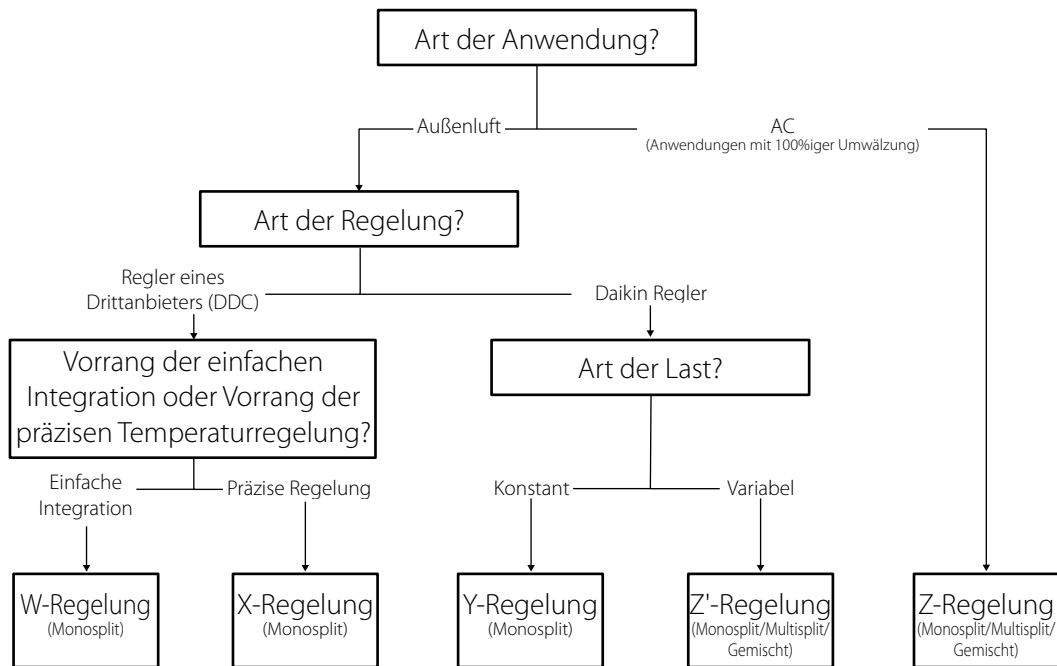 Art der Anwendung?
Außenluft
AC
(Anwendungen mit 100%iger Umwälzung)
Art der Regelung?
Regler eines
Drittanbieters (DDC)
Daikin Regler
Vorrang der einfachen
Integration oder Vorrang der
präzisen Temperaturregelung?
Art der Last?
Einfache
Integration
Präzise Regelung
Konstant
Variabel
W-Regelung
(Monosplit)
X-Regelung
(Monosplit)
Y-Regelung
(Monosplit)
Z'-Regelung
(Monosplit/Multisplit/
Gemischt)
Z-Regelung
(Monosplit/Multisplit/
Gemischt)